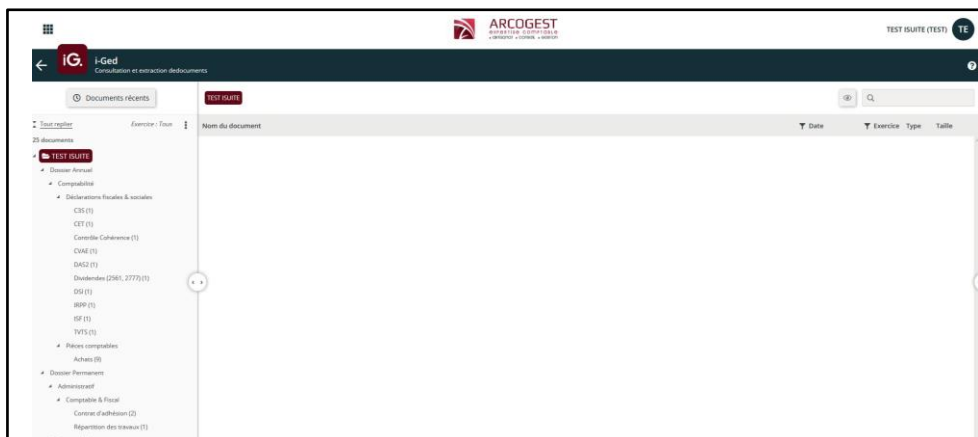 ARCOGEST
EXPERTISE COMPTABLE
TEST ISUITE (TEST) TE
iG. i-Ged
Consultation et extraction dedocuments
Documents récents
TEST ISUITE
Tout replier Exercice : Tous
Nom du document Date Exercice Type Taille
25 documents
TEST ISUITE
Dossier Annuel
Comptabilité
Déclarations fiscales & sociales
C3S (1)
CET (1)
Contrôle Cohérence (1)
CVAE (1)
DAS2 (1)
Dividendes (2561, 2777) (1)
DSI (1)
IRPP (1)
ISF (1)
TVTS (1)
Pièces comptables
Achats (9)
Dossier Permanent
Administratif
Comptable & Fiscal
Contrat d'adhésion (2)
Répartition des travaux (1)